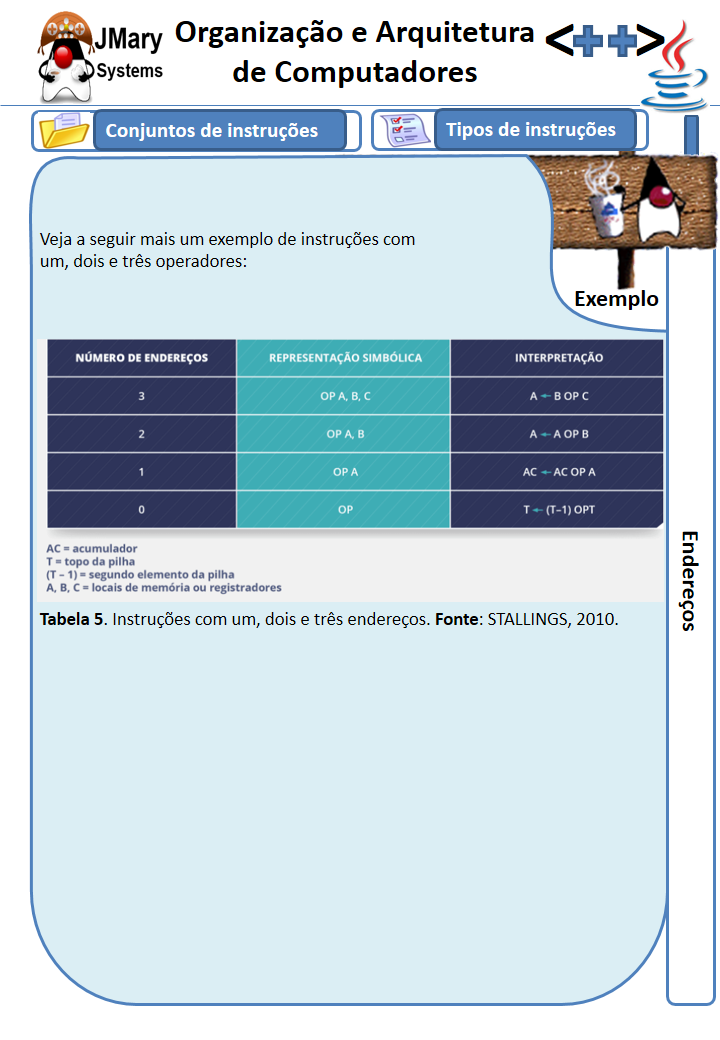 JMary
Systems
Organização e Arquitetura
de Computadores
<++>
Conjuntos de instruções
Tipos de instruções
Veja a seguir mais um exemplo de instruções com
um, dois e três operadores:
Exemplo
NÚMERO DE ENDEREÇOS REPRESENTAÇÃO SIMBÓLICA INTERPRETAÇÃO
3 OP A, B, C A ← B OP C
2 OP A, B A ← A OP B
1 OP A AC ← AC OP A
0 OP T ← (T–1) OPT
AC = acumulador
T = topo da pilha
(T – 1) = segundo elemento da pilha
A, B, C = locais de memória ou registradores
Tabela 5. Instruções com um, dois e três endereços. Fonte: STALLINGS, 2010.
Endereços